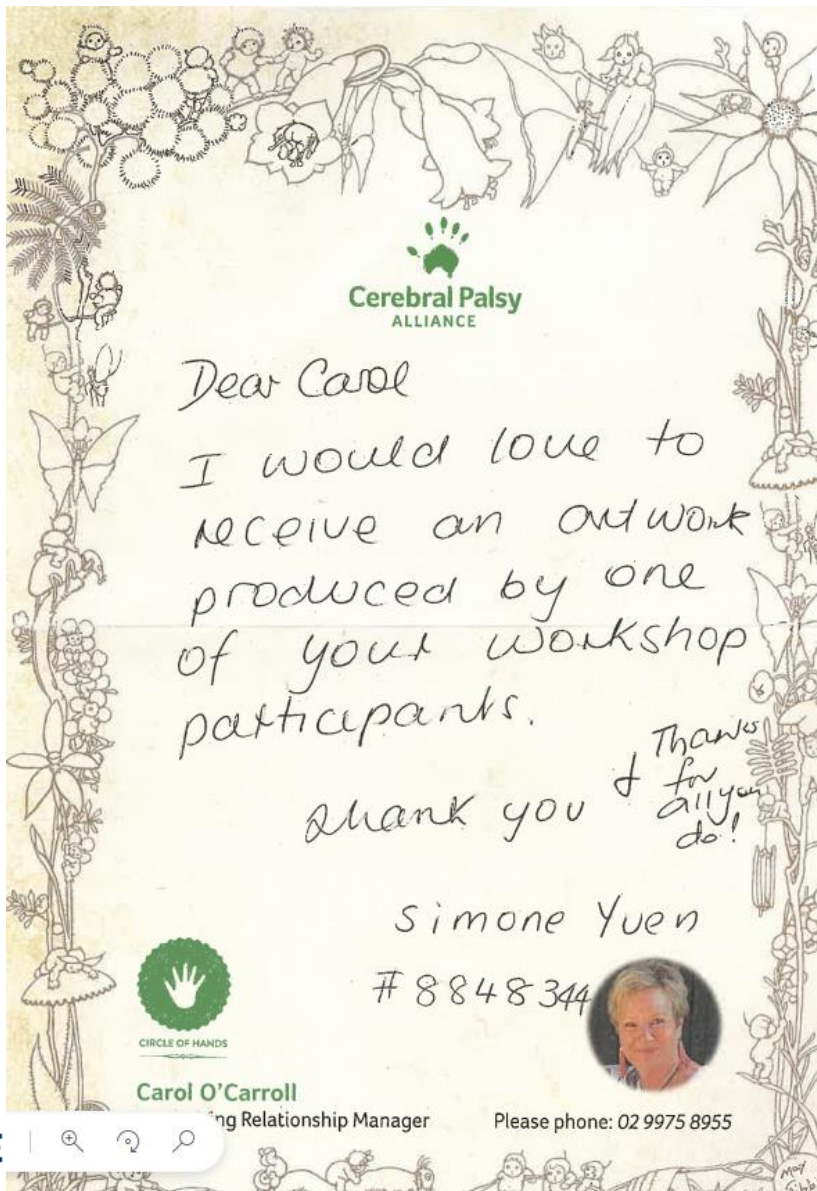 Cerebral Palsy
ALLIANCE
Dear Carol
I would love to
receive an artwork
produced by one
of your workshop
participants.
thank you & Thanks
for
all you
do!
Simone Yuen
#8848344
CIRCLE OF HANDS
Carol O'Carroll
ng Relationship Manager
Please phone: 02 9975 8955
May